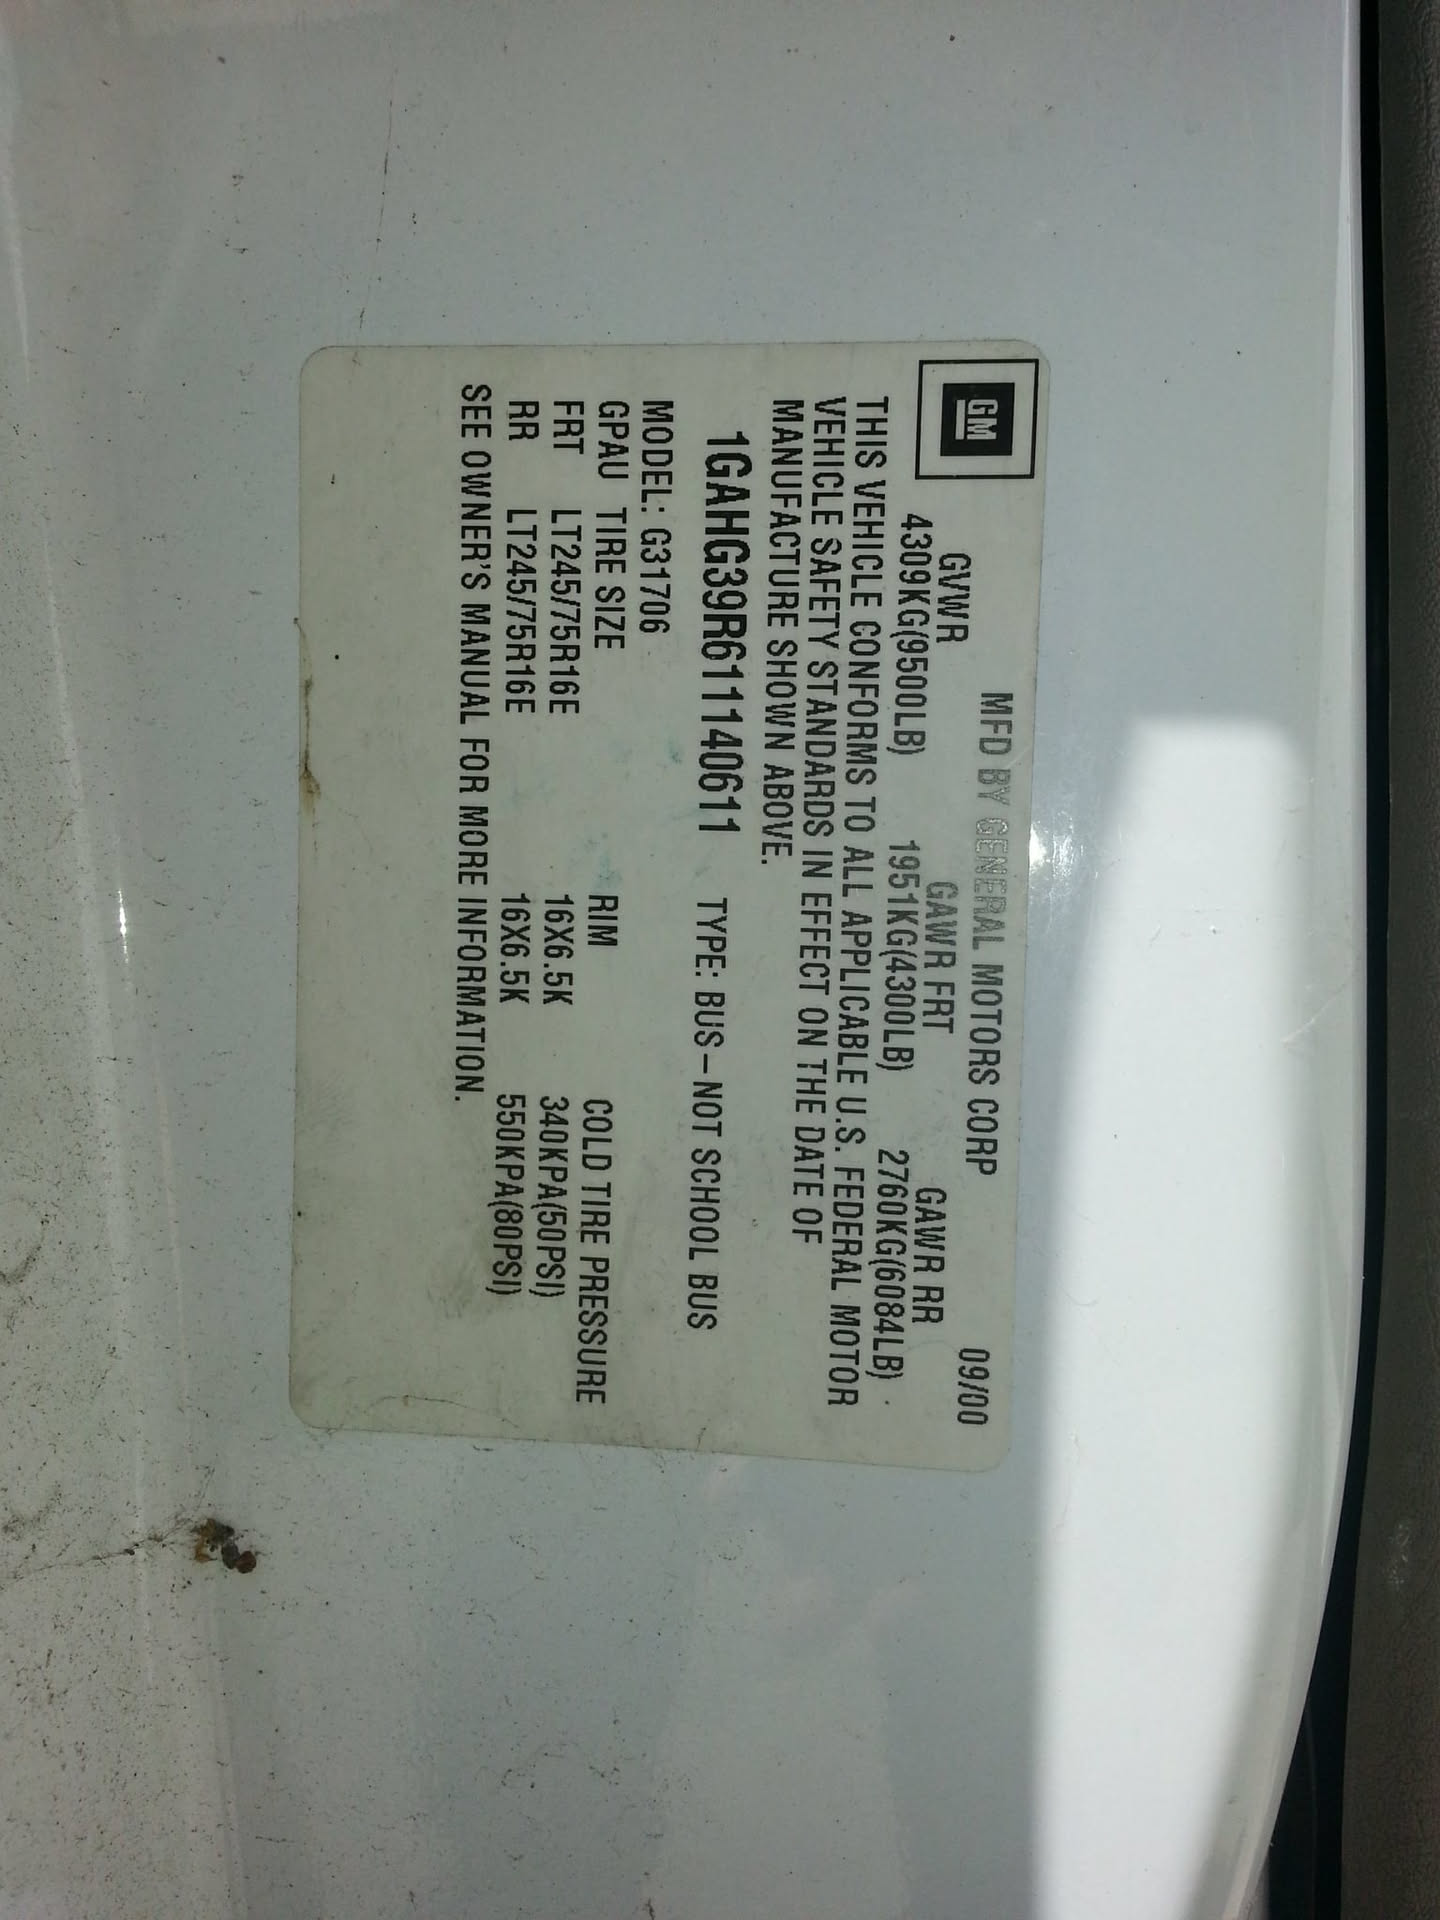 GM
MFD BY GENERAL MOTORS CORP 09/00
GVWR GAWR FRT GAWR RR
4309KG(9500LB) 1951KG(4300LB) 2760KG(6084LB)
THIS VEHICLE CONFORMS TO ALL APPLICABLE U.S. FEDERAL MOTOR
VEHICLE SAFETY STANDARDS IN EFFECT ON THE DATE OF
MANUFACTURE SHOWN ABOVE.
1GAHG39R611140611 TYPE: BUS-NOT SCHOOL BUS
MODEL: G31706
GPAU TIRE SIZE RIM COLD TIRE PRESSURE
FRT LT245/75R16E 16X6.5K 340KPA(50PSI)
RR LT245/75R16E 16X6.5K 550KPA(80PSI)
SEE OWNER'S MANUAL FOR MORE INFORMATION.